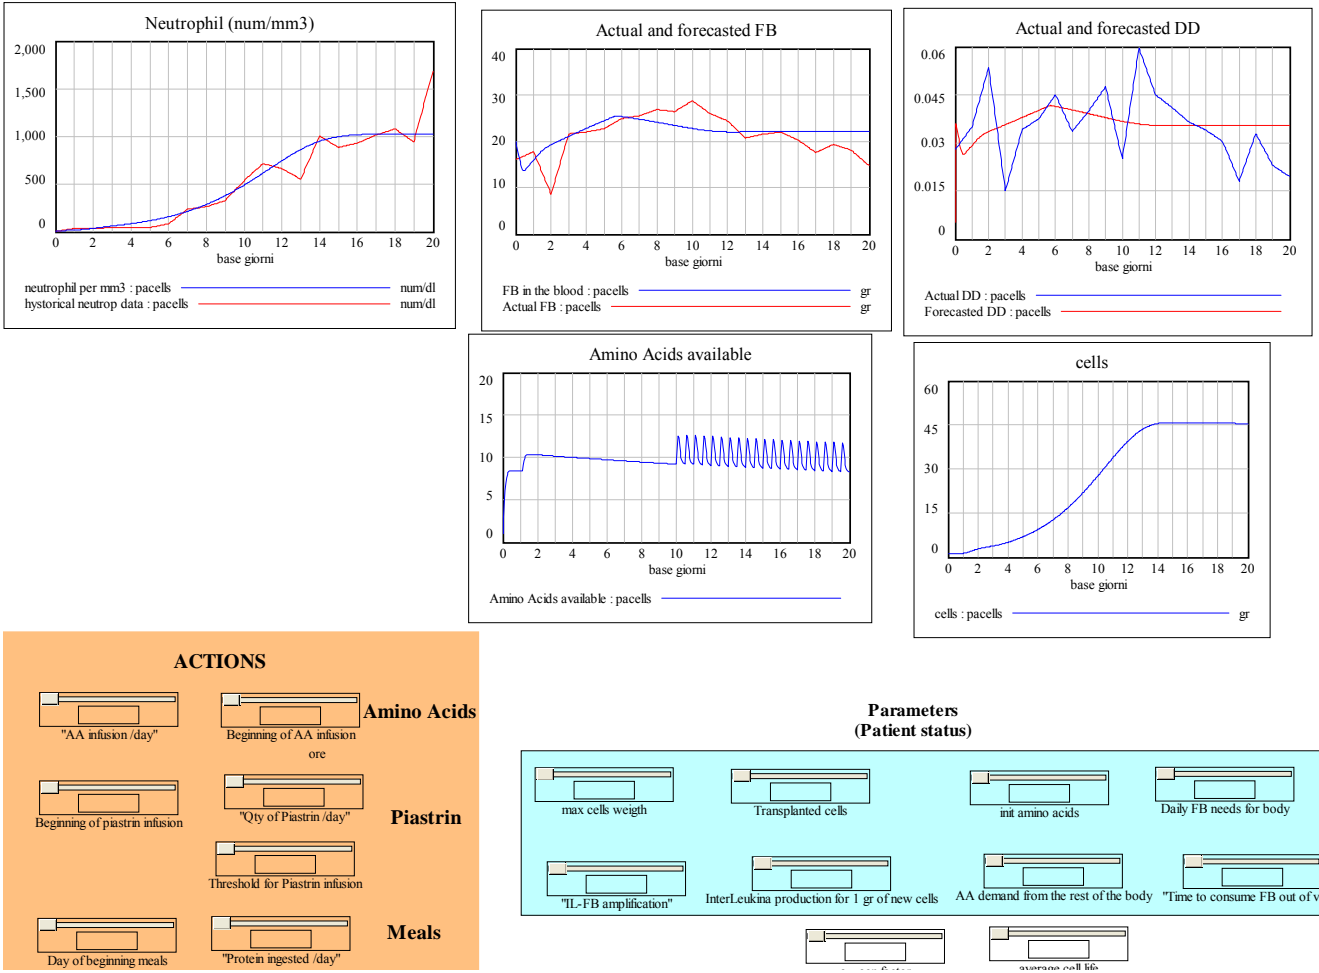 Neutrophil (num/mm3)
2,000
1,500
1,000
500
0
0 2 4 6 8 10 12 14 16 18 20
base giorni
neutrophil per mm3 : pacells num/dl
hystorical neutrop data : pacells num/dl
Actual and forecasted FB
40
30
20
10
0
0 2 4 6 8 10 12 14 16 18 20
base giorni
FB in the blood : pacells gr
Actual FB : pacells gr
Actual and forecasted DD
0.06
0.045
0.03
0.015
0
0 2 4 6 8 10 12 14 16 18 20
base giorni
Actual DD : pacells
Forecasted DD : pacells
Amino Acids available
20
15
10
5
0
0 2 4 6 8 10 12 14 16 18 20
base giorni
Amino Acids available : pacells
cells
60
45
30
15
0
0 2 4 6 8 10 12 14 16 18 20
base giorni
cells : pacells gr
ACTIONS
Amino Acids
"AA infusion /day"
Beginning of AA infusion
ore
Piastrin
Beginning of piastrin infusion
"Qty of Piastrin /day"
Threshold for Piastrin infusion
Meals
Day of beginning meals
"Protein ingested /day"
Parameters
(Patient status)
max cells weigth
Transplanted cells
init amino acids
Daily FB needs for body
"IL-FB amplification"
InterLeukina production for 1 gr of new cells
AA demand from the rest of the body
"Time to consume FB out of
average cell life